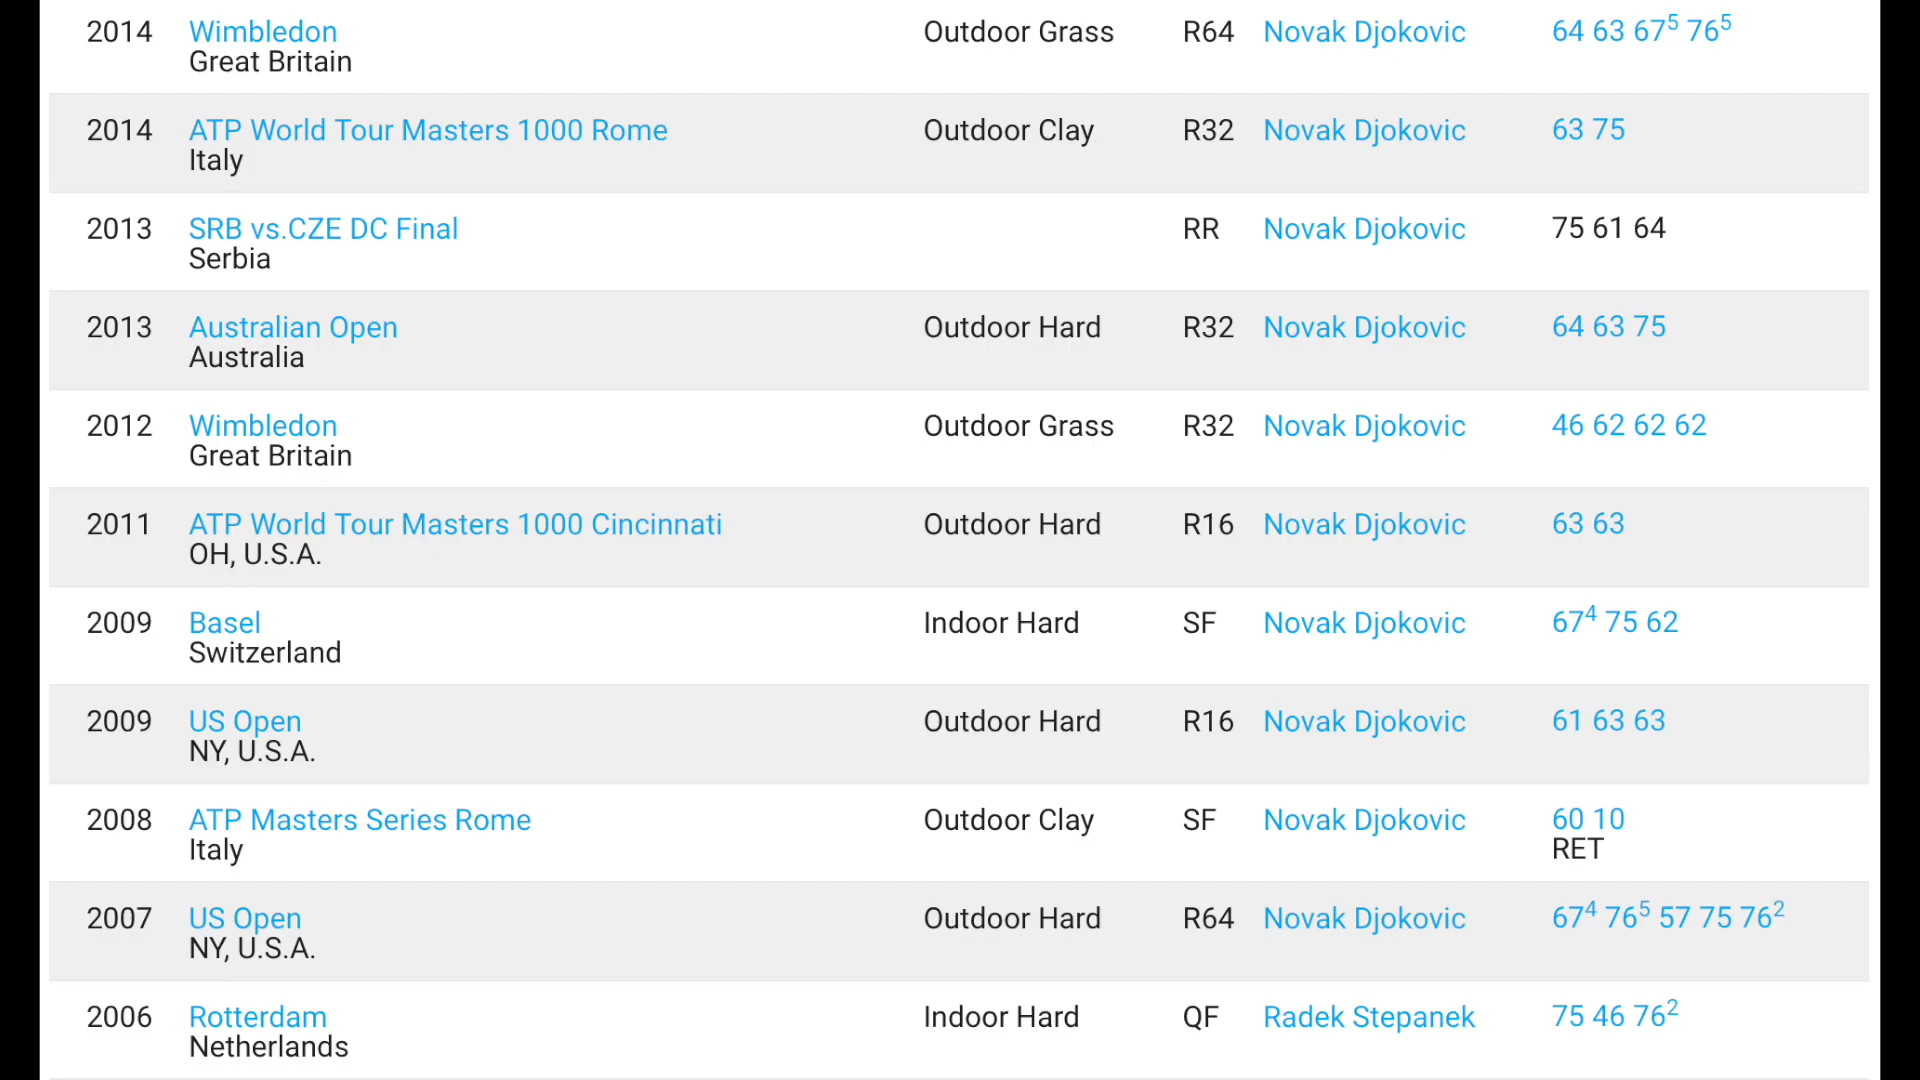 2014 Wimbledon Outdoor Grass R64 Novak Djokovic 64 63 67⁵ 76⁵
Great Britain
2014 ATP World Tour Masters 1000 Rome Outdoor Clay R32 Novak Djokovic 63 75
Italy
2013 SRB vs.CZE DC Final RR Novak Djokovic 75 61 64
Serbia
2013 Australian Open Outdoor Hard R32 Novak Djokovic 64 63 75
Australia
2012 Wimbledon Outdoor Grass R32 Novak Djokovic 46 62 62 62
Great Britain
2011 ATP World Tour Masters 1000 Cincinnati Outdoor Hard R16 Novak Djokovic 63 63
OH, U.S.A.
2009 Basel Indoor Hard SF Novak Djokovic 67⁴ 75 62
Switzerland
2009 US Open Outdoor Hard R16 Novak Djokovic 61 63 63
NY, U.S.A.
2008 ATP Masters Series Rome Outdoor Clay SF Novak Djokovic 60 10
Italy RET
2007 US Open Outdoor Hard R64 Novak Djokovic 67⁴ 76⁵ 57 75 76²
NY, U.S.A.
2006 Rotterdam Indoor Hard QF Radek Stepanek 75 46 76²
Netherlands